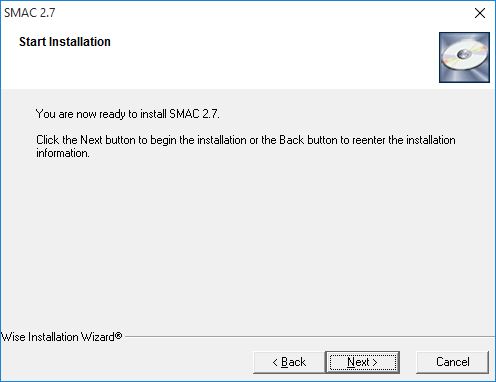 SMAC 2.7
Start Installation
You are now ready to install SMAC 2.7.
Click the Next button to begin the installation or the Back button to reenter the installation
information.
Wise Installation Wizard®
< Back
Next >
Cancel